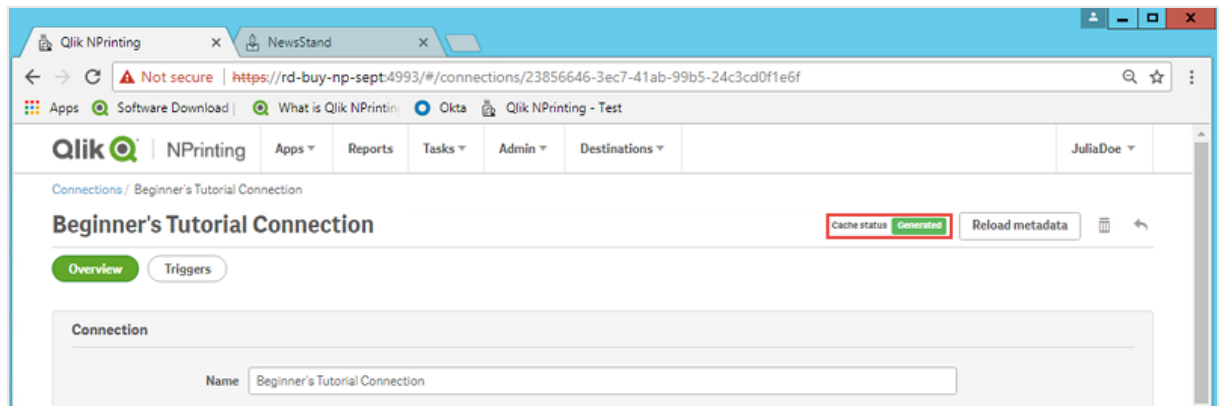 Qlik NPrinting NewsStand
Not secure | https://rd-buy-np-sept:4993/#/connections/23856646-3ec7-41ab-99b5-24c3cd0f1e6f
Apps Software Download | What is Qlik NPrinting Okta Qlik NPrinting - Test
Qlik NPrinting Apps Reports Tasks Admin Destinations JuliaDoe
Connections / Beginner's Tutorial Connection
Beginner's Tutorial Connection Cache status Generated Reload metadata
Overview Triggers
Connection
Name Beginner's Tutorial Connection